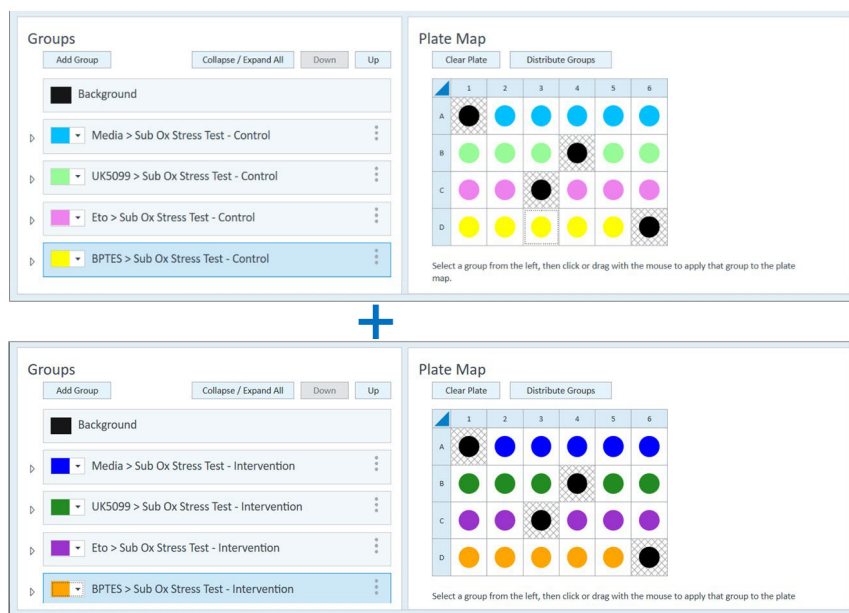 Groups
Add Group Collapse / Expand All Down Up
Background
Media > Sub Ox Stress Test - Control
UK5099 > Sub Ox Stress Test - Control
Eto > Sub Ox Stress Test - Control
BPTES > Sub Ox Stress Test - Control
Plate Map
Clear Plate Distribute Groups
1 2 3 4 5 6
A
B
C
D
Select a group from the left, then click or drag with the mouse to apply that group to the plate
map.
+
Groups
Add Group Collapse / Expand All Down Up
Background
Media > Sub Ox Stress Test - Intervention
UK5099 > Sub Ox Stress Test - Intervention
Eto > Sub Ox Stress Test - Intervention
BPTES > Sub Ox Stress Test - Intervention
Plate Map
Clear Plate Distribute Groups
1 2 3 4 5 6
A
B
C
D
Select a group from the left, then click or drag with the mouse to apply that group to the plate